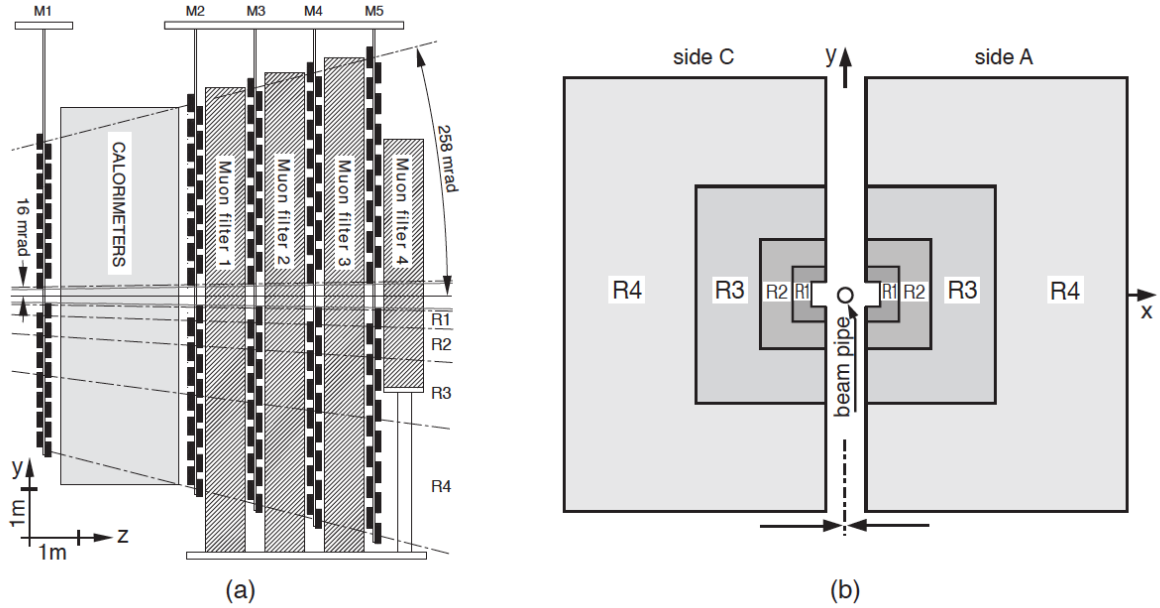 M1
M2
M3
M4
M5
CALORIMETERS
Muon filter 1
Muon filter 2
Muon filter 3
Muon filter 4
258 mrad
16 mrad
R1
R2
R3
R4
y
1m
1m
z
(a)
side C
y
side A
R4
R3
R2
R1
R1
R2
R3
R4
x
beam pipe
(b)